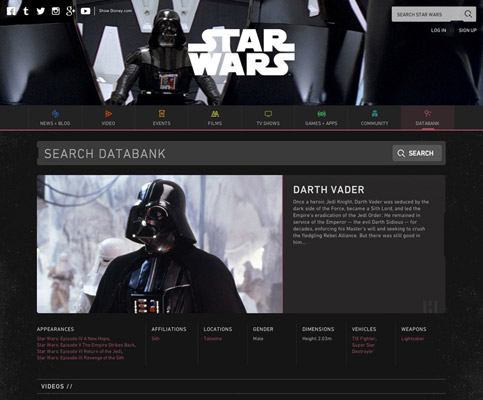 Show Disney.com
SEARCH STAR WARS
STAR
WARS
LOG IN
SIGN UP
NEWS + BLOG
VIDEO
EVENTS
FILMS
TV SHOWS
GAMES + APPS
COMMUNITY
DATABANK
SEARCH DATABANK
SEARCH
DARTH VADER
Once a heroic Jedi Knight, Darth Vader was seduced by the
dark side of the Force, became a Sith Lord, and led the
Empire's eradication of the Jedi Order. He remained in
service of the Emperor -- the evil Darth Sidious -- for
decades, enforcing his Master's will and seeking to crush
the fledgling Rebel Alliance. But there was still good in
him...
APPEARANCES
Star Wars: Episode IV A New Hope,
Star Wars: Episode V The Empire Strikes Back,
Star Wars: Episode VI Return of the Jedi,
Star Wars: Episode III Revenge of the Sith
AFFILIATIONS
Sith
LOCATIONS
Tatooine
GENDER
Male
DIMENSIONS
Height: 2.03m
VEHICLES
TIE Fighter,
Super Star
Destroyer
WEAPONS
Lightsaber
VIDEOS //